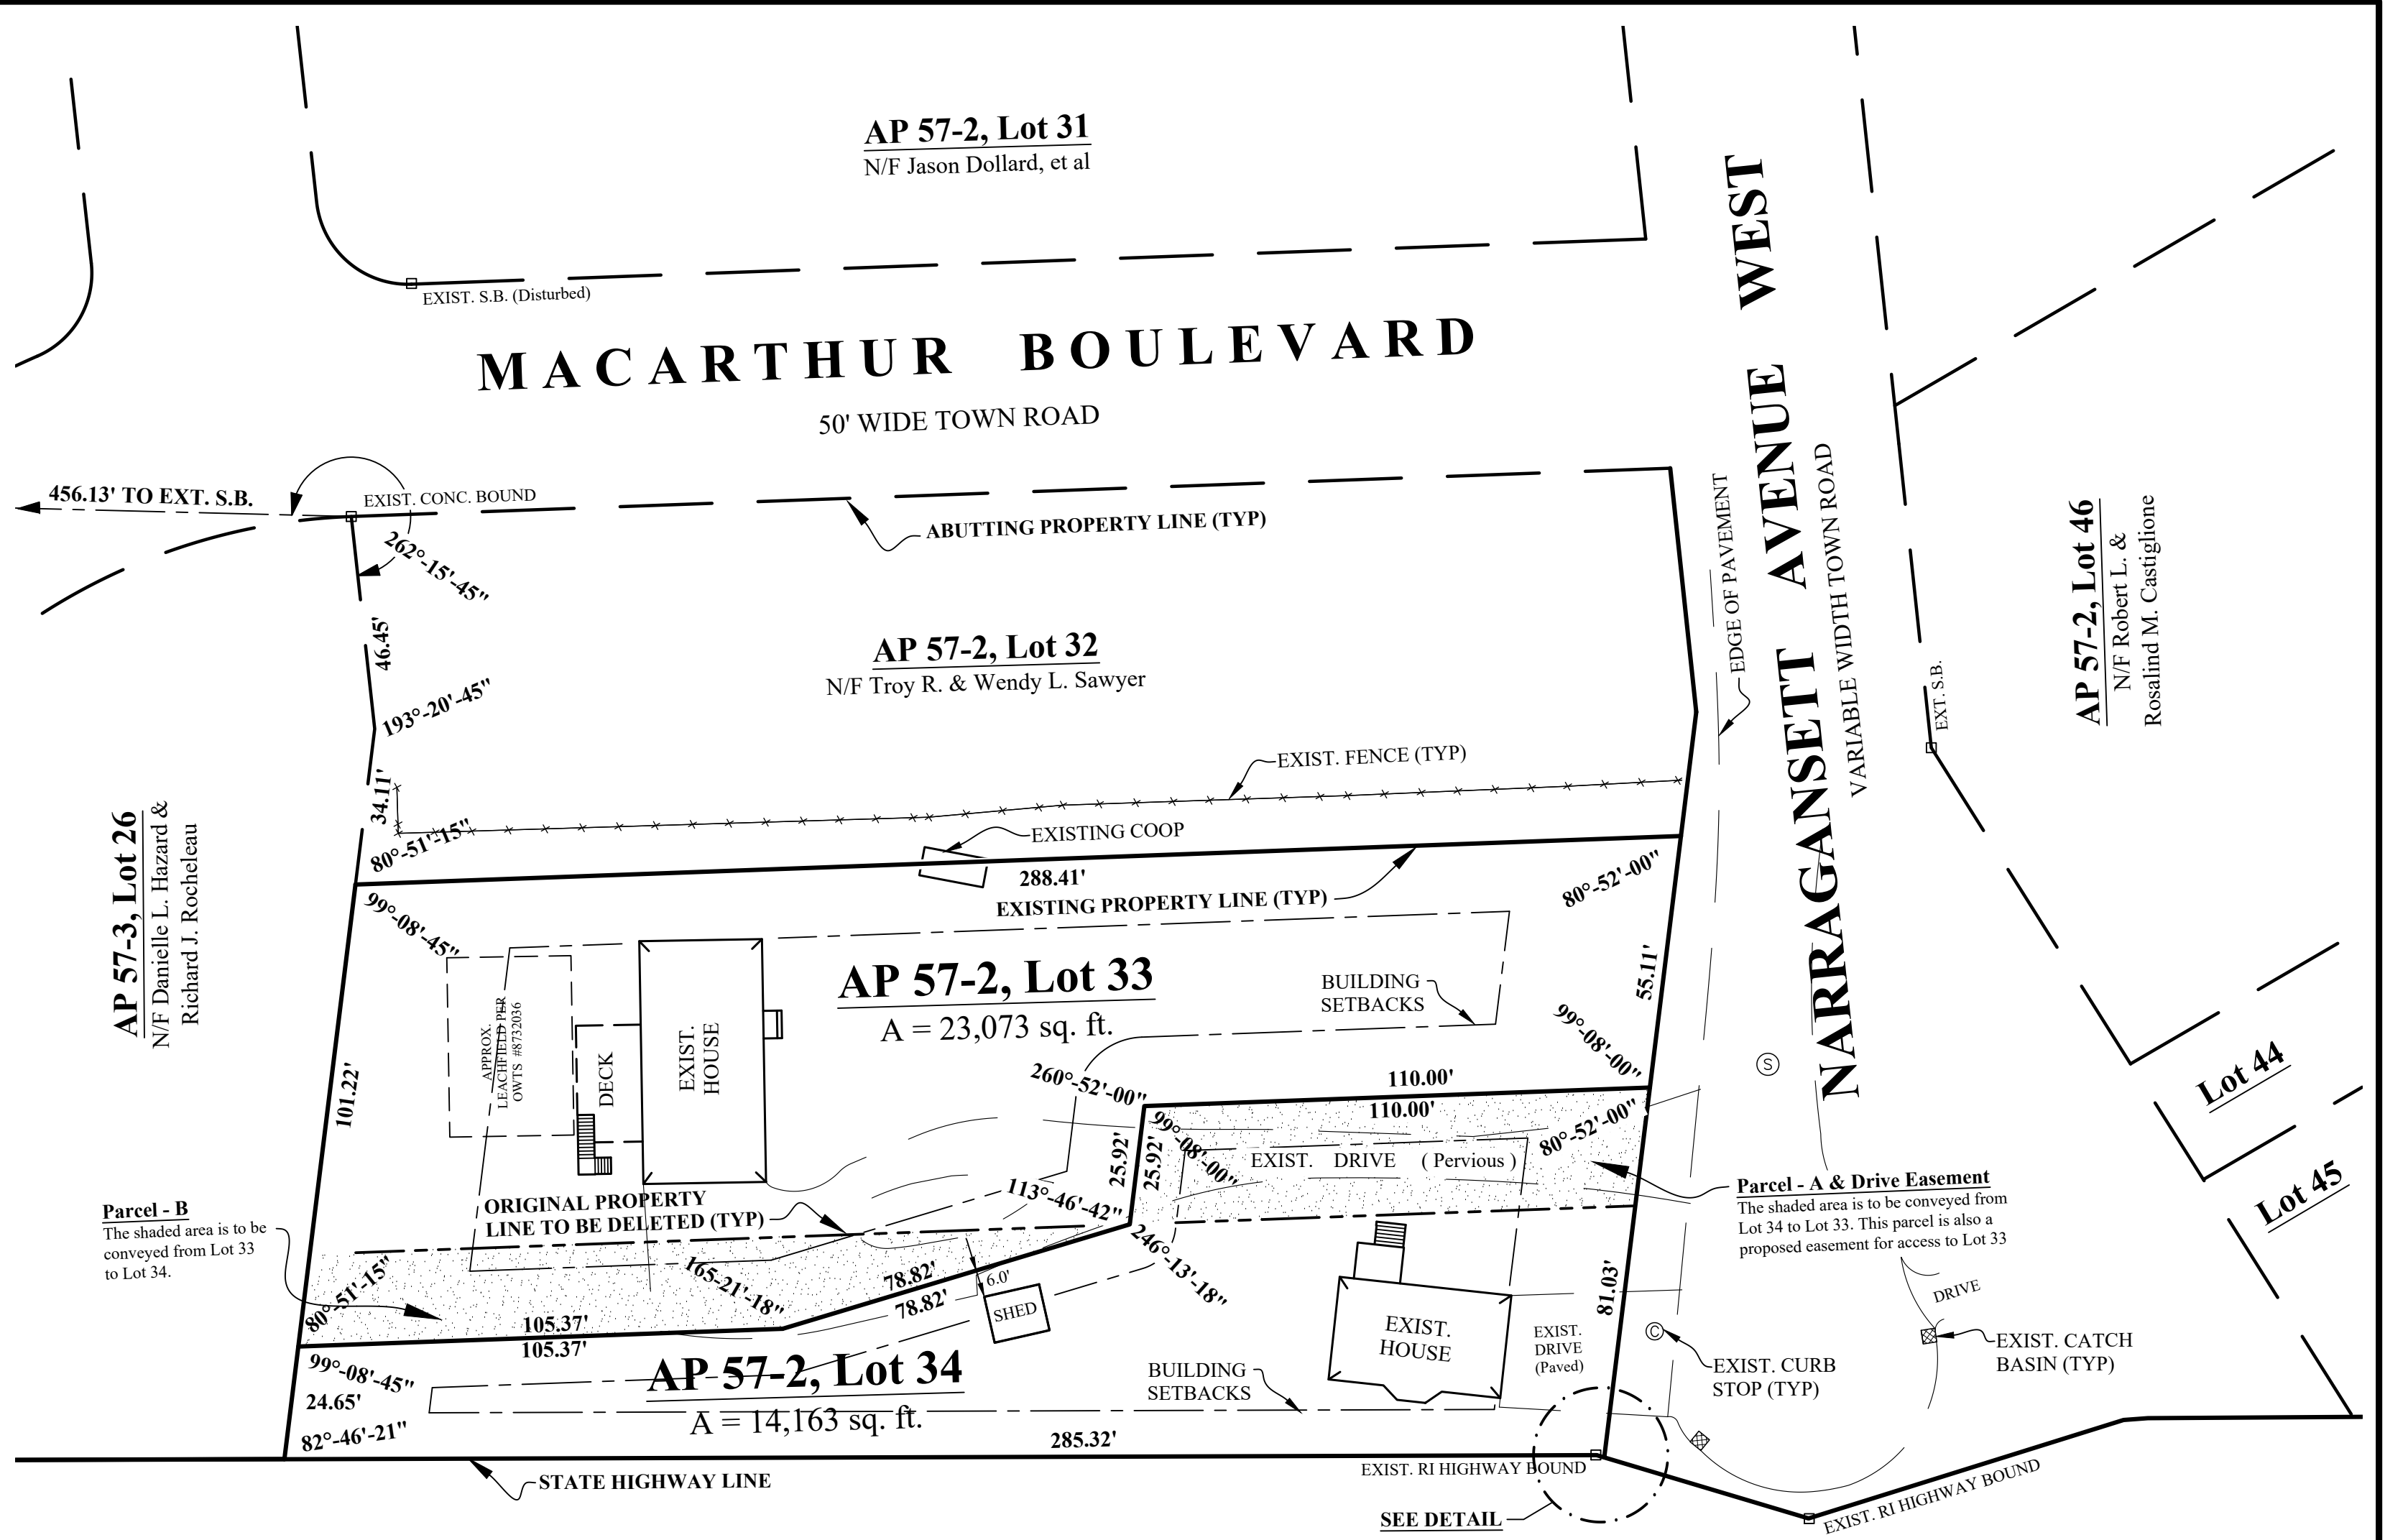 AP 57-2, Lot 31
N/F Jason Dollard, et al
EXIST. S.B. (Disturbed)
MACARTHUR BOULEVARD
50' WIDE TOWN ROAD
NARRAGANSETT AVENUE WEST
VARIABLE WIDTH TOWN ROAD
EDGE OF PAVEMENT
456.13' TO EXT. S.B.
EXIST. CONC. BOUND
ABUTTING PROPERTY LINE (TYP)
262°-15'-45"
46.45'
193°-20'-45"
34.11'
80°-51'-15"
AP 57-2, Lot 32
N/F Troy R. & Wendy L. Sawyer
EXIST. FENCE (TYP)
EXISTING COOP
288.41'
EXISTING PROPERTY LINE (TYP)
80°-52'-00"
AP 57-2, Lot 46
N/F Robert L. &
Rosalind M. Castiglione
EXT. S.B.
AP 57-3, Lot 26
N/F Danielle L. Hazard &
Richard J. Rocheleau
99°-08'-45"
AP 57-2, Lot 33
A = 23,073 sq. ft.
BUILDING
SETBACKS
55.11'
99°-08'-00"
APPROX.
LEACHFIELD PER
OWTS #8732036
DECK
EXIST.
HOUSE
101.22'
260°-52'-00"
110.00'
110.00'
25.92'
25.92'
99°-08'-00"
80°-52'-00"
EXIST. DRIVE ( Pervious )
S
Lot 44
Lot 45
Parcel - A & Drive Easement
The shaded area is to be conveyed from
Lot 34 to Lot 33. This parcel is also a
proposed easement for access to Lot 33
Parcel - B
The shaded area is to be
conveyed from Lot 33
to Lot 34.
ORIGINAL PROPERTY
LINE TO BE DELETED (TYP)
113°-46'-42"
246°-13'-18"
80°-51'-15"
165-21'-18"
78.82'
78.82'
6.0'
SHED
105.37'
105.37'
81.03'
EXIST.
HOUSE
EXIST.
DRIVE
(Paved)
C
EXIST. CURB
STOP (TYP)
DRIVE
EXIST. CATCH
BASIN (TYP)
99°-08'-45"
24.65'
82°-46'-21"
AP 57-2, Lot 34
A = 14,163 sq. ft.
BUILDING
SETBACKS
285.32'
STATE HIGHWAY LINE
EXIST. RI HIGHWAY BOUND
SEE DETAIL
EXIST. RI HIGHWAY BOUND